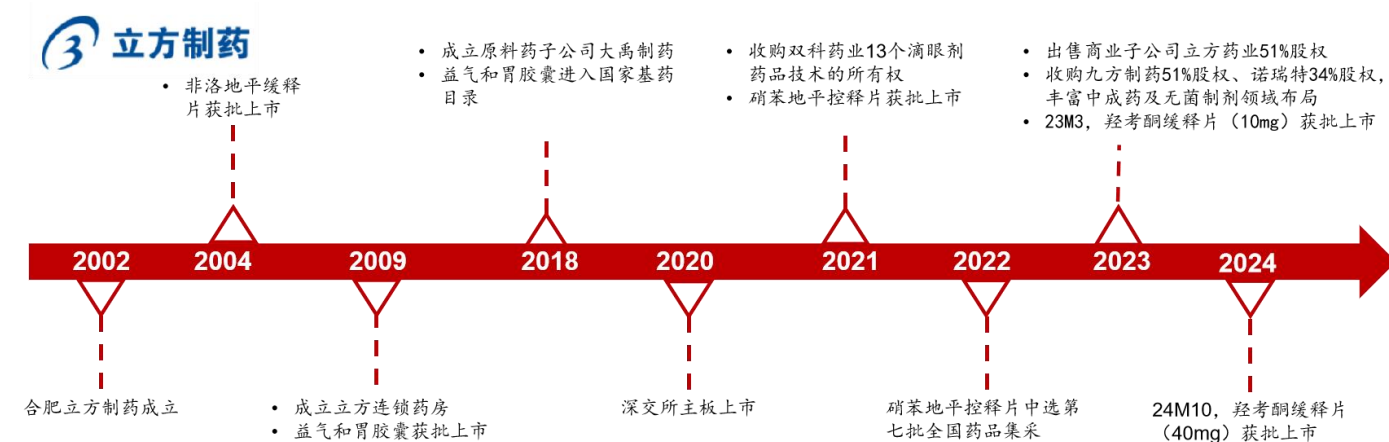 立方制药
• 非洛地平缓释
片获批上市
• 成立原料药子公司大禹制药
• 益气和胃胶囊进入国家基药
目录
• 收购双科药业13个滴眼剂
药品技术的所有权
• 硝苯地平控释片获批上市
• 出售商业子公司立方药业51%股权
• 收购九方制药51%股权、诺瑞特34%股权，
丰富中成药及无菌制剂领域布局
• 23M3，羟考酮缓释片（10mg）获批上市
2002
2004
2009
2018
2020
2021
2022
2023
2024
合肥立方制药成立
• 成立立方连锁药房
• 益气和胃胶囊获批上市
深交所主板上市
硝苯地平控释片中选第
七批全国药品集采
24M10，羟考酮缓释片
（40mg）获批上市